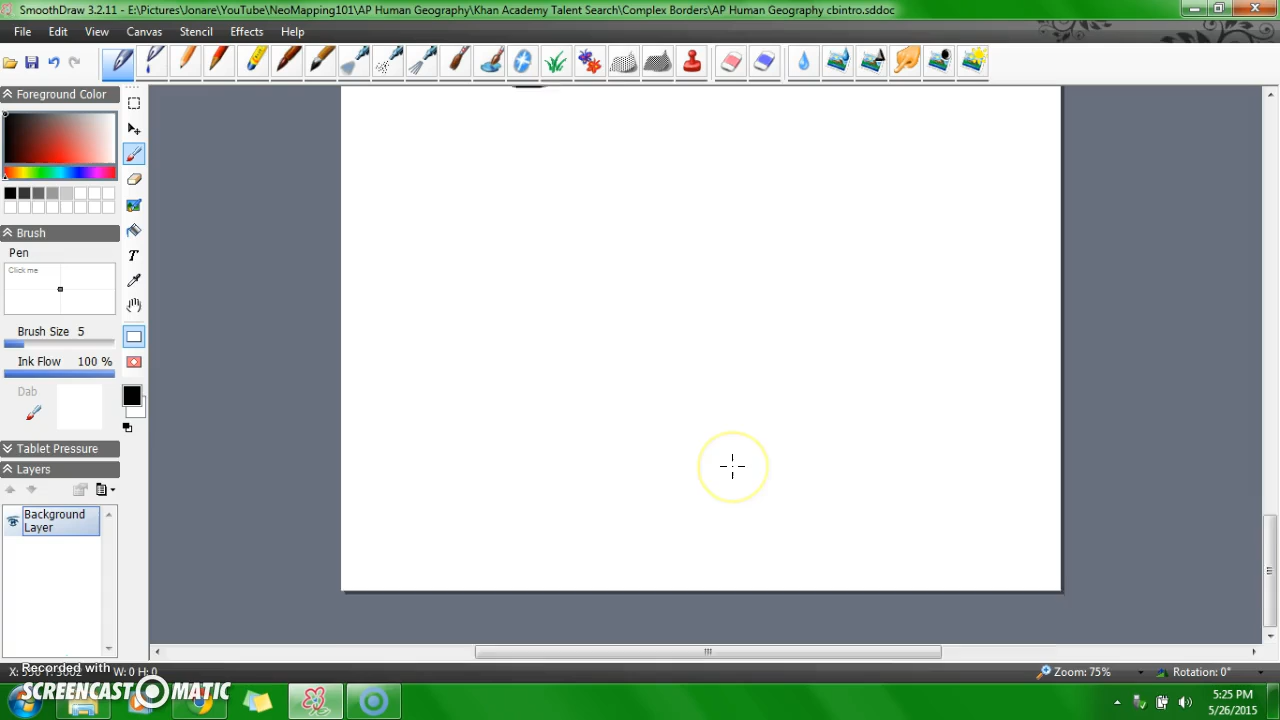 SmoothDraw 3.2.11 - E:\Pictures\Jonare\YouTube\NeoMapping101\AP Human Geography\Khan Academy Talent Search\Complex Borders\AP Human Geography cbintro.sddoc
File Edit View Canvas Stencil Effects Help
Foreground Color
Brush
Pen
Click me
Brush Size 5
Ink Flow 100 %
Dab
Tablet Pressure
Layers
Background
Layer
W: 0 H: 0
Zoom: 75%
Rotation: 0°
Recorded with
SCREENCAST MATIC
5:25 PM
5/26/2015